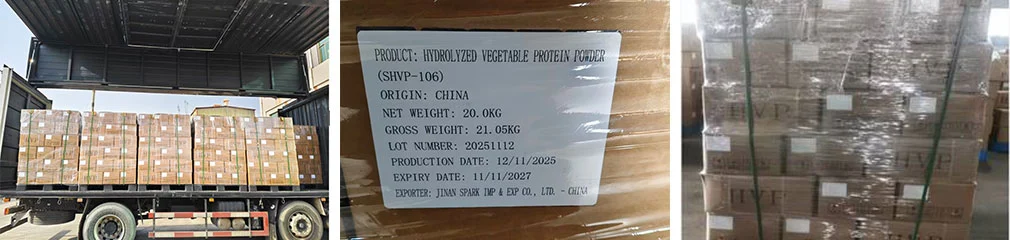 PRODUCT: HYDROLYZED VEGETABLE PROTEIN POWDER
(SHVP-106)
ORIGIN: CHINA
NET WEIGHT: 20.0KG
GROSS WEIGHT: 21.05KG
LOT NUMBER: 20251112
PRODUCTION DATE: 12/11/2025
EXPIRY DATE: 11/11/2027
EXPORTER: JINAN SPARK IMP & EXP CO., LTD. - CHINA
HVP
HVP
HVP